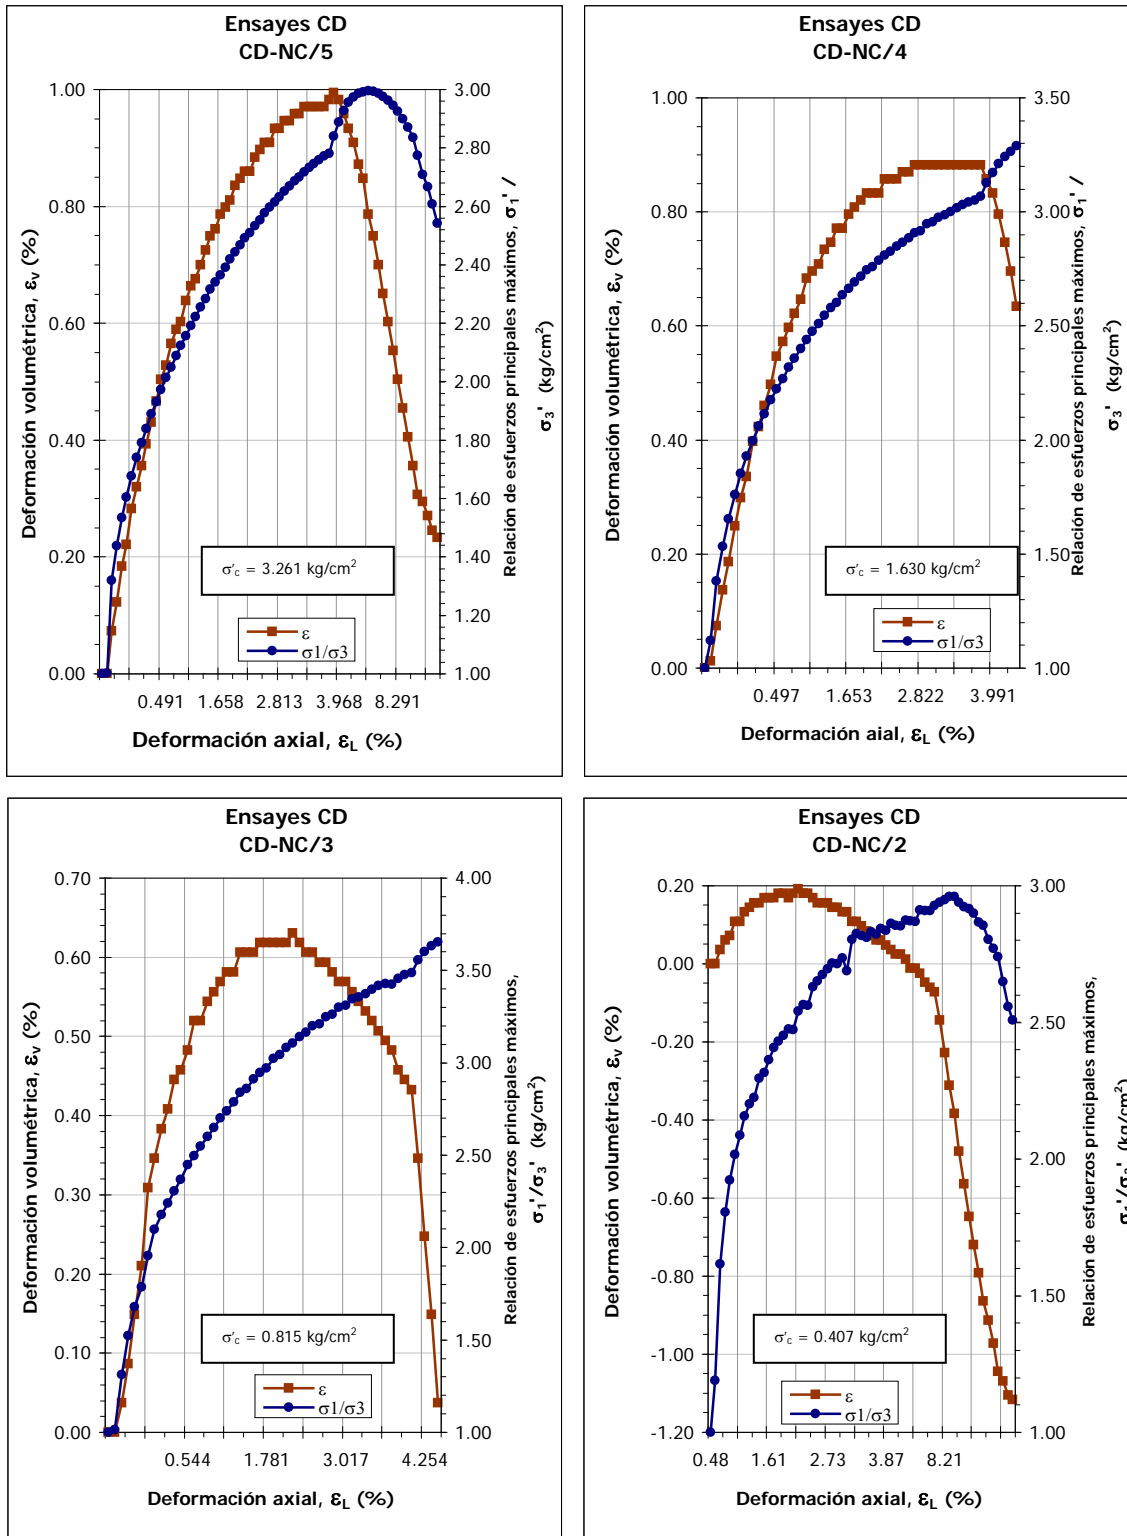 Ensayes CD
CD-NC/5
1.00
0.80
0.60
0.40
0.20
0.00
3.00
2.80
2.60
2.40
2.20
2.00
1.80
1.60
1.40
1.20
1.00
Deformación volumétrica, εv (%)
Relación de esfuerzos principales máximos, σ1' /
σ3' (kg/cm2)
σ'c = 3.261 kg/cm2
ε
σ1/σ3
0.491 1.658 2.813 3.968 8.291
Deformación axial, εL (%)
Ensayes CD
CD-NC/4
1.00
0.80
0.60
0.40
0.20
0.00
3.50
3.00
2.50
2.00
1.50
1.00
Deformación volumétrica, εv (%)
Relación de esfuerzos principales máximos, σ1' /
σ3' (kg/cm2)
σ'c = 1.630 kg/cm2
ε
σ1/σ3
0.497 1.653 2.822 3.991
Deformación aial, εL (%)
Ensayes CD
CD-NC/3
0.70
0.60
0.50
0.40
0.30
0.20
0.10
0.00
4.00
3.50
3.00
2.50
2.00
1.50
1.00
Deformación volumétrica, εv (%)
Relación de esfuerzos principales máximos,
σ1'/σ3' (kg/cm2)
σ'c = 0.815 kg/cm2
ε
σ1/σ3
0.544 1.781 3.017 4.254
Deformación axial, εL (%)
Ensayes CD
CD-NC/2
0.20
0.00
-0.20
-0.40
-0.60
-0.80
-1.00
-1.20
3.00
2.50
2.00
1.50
1.00
Deformación volumétrica, εv (%)
Relación de esfuerzos principales máximos,
(kg/cm2)
σ'c = 0.407 kg/cm2
ε
σ1/σ3
0.48 1.61 2.73 3.87 8.21
Deformación axial, εL (%)